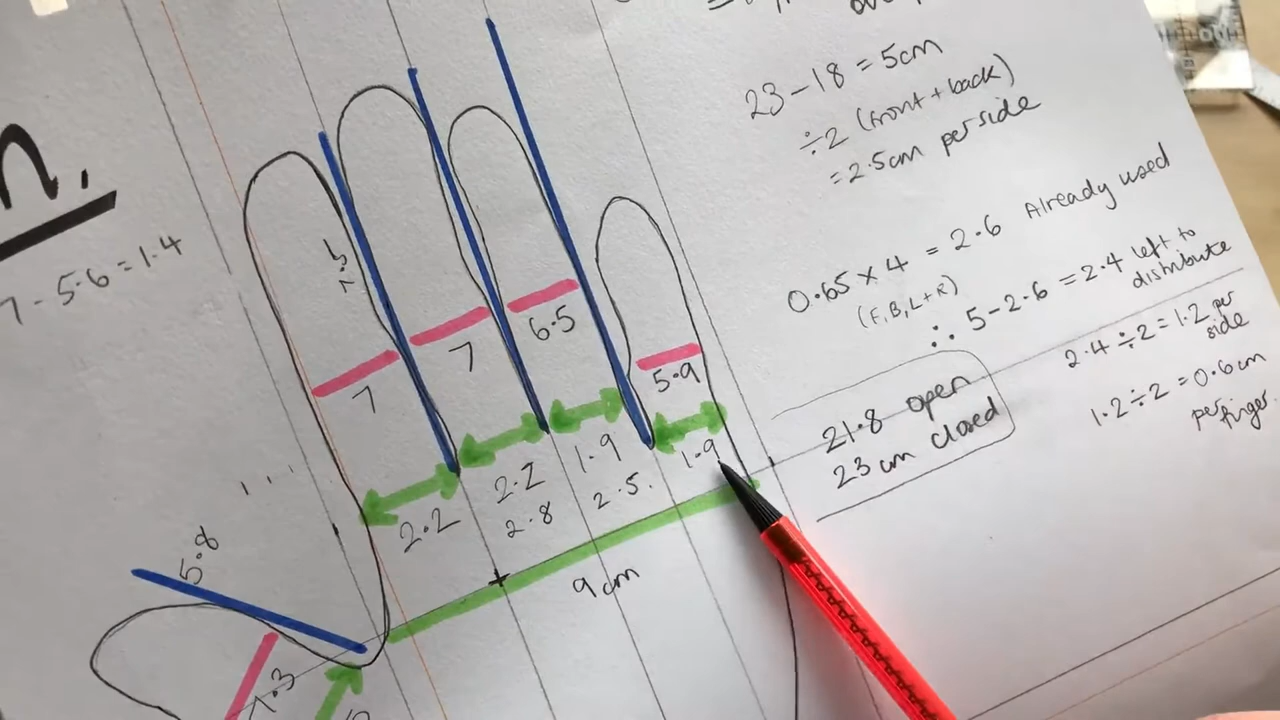 n.
7-5.6=1.4
23-18=5cm
÷2 (front + back)
=2.5cm per side
0.65×4 = 2.6 Already used
(F,B,L+R)
∴ 5-2.6 = 2.4 left to
distribute
2.4÷2=1.2 per
side
1.2÷2 = 0.6cm
per finger.
21.8 open
23cm closed
7
7
6.5
5.9
2.2
2.2
2.8
1.9
2.5.
1.9
9cm
5.8
7.3